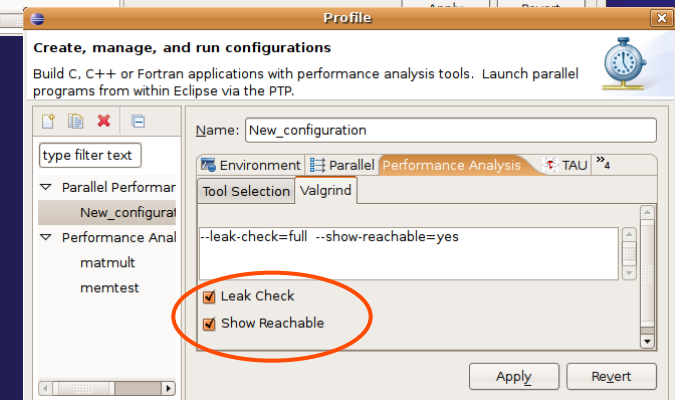 Profile
Create, manage, and run configurations
Build C, C++ or Fortran applications with performance analysis tools. Launch parallel
programs from within Eclipse via the PTP.
Name: New_configuration
type filter text
Environment Parallel Performance Analysis TAU »4
Tool Selection Valgrind
Parallel Performar
New_configurat
Performance Anal
matmult
memtest
--leak-check=full --show-reachable=yes
Leak Check
Show Reachable
Apply Revert